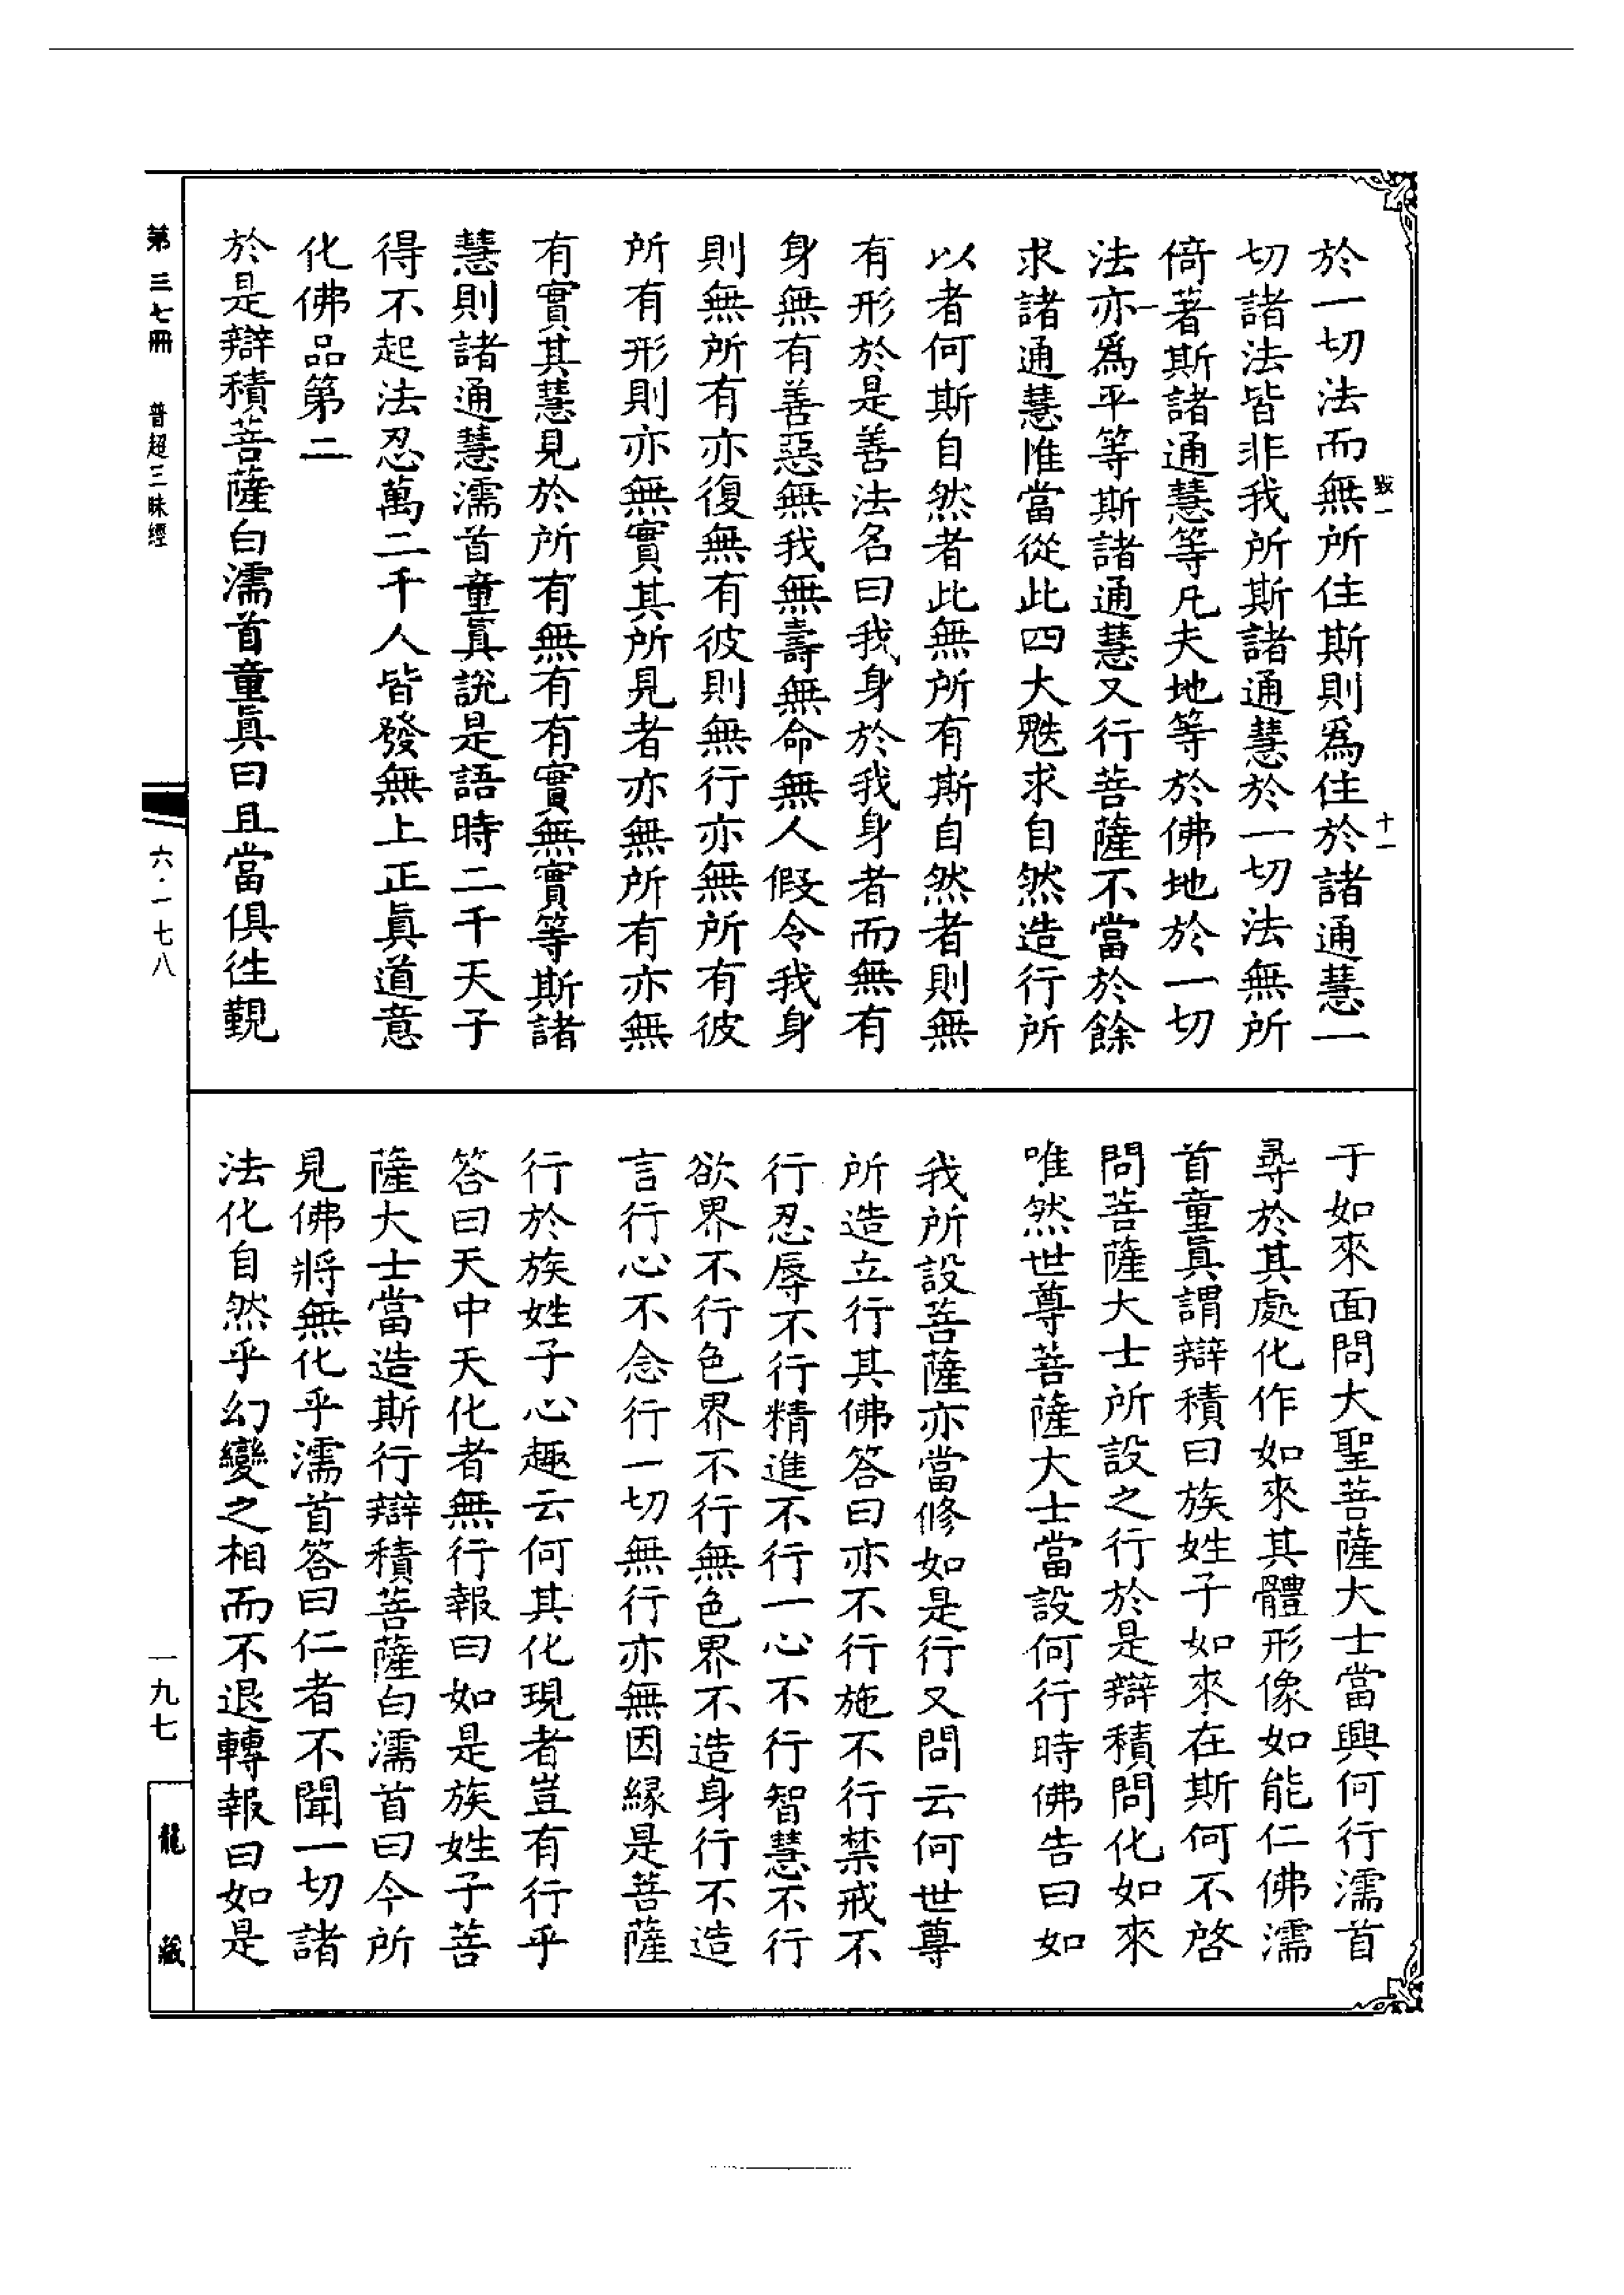 於一切法而無所住斯則爲住於諸通慧一
切諸法皆非我所斯諸通慧於一切法無所
倚著斯諸通慧等凡夫地等於佛地於一切
法亦爲平等斯諸通慧又行菩薩不當於餘
求諸通慧惟當從此四大㲉求自然造行所
以者何斯自然者此無所有斯自然者則無
有形於是善法名曰我身於我身者而無有
身無有善惡無我無壽無命無人假令我身
則無所有亦復無有彼則無行亦無所有彼
所有形則亦無實其所見者亦無所有亦無
有實其慧見於所有無有有實無實等斯諸
慧則諸通慧濡首童眞說是語時二千天子
得不起法忍萬二千人皆發無上正眞道意
化佛品第二
於是辯積菩薩白濡首童眞曰且當俱往覲
于如來面問大聖菩薩大士當興何行濡首
尋於其處化作如來其體形像如能仁佛濡
首童眞謂辯積曰族姓子如來在斯何不啓
問菩薩大士所設之行於是辯積問化如來
唯然世尊菩薩大士當設何行時佛告曰如
我所設菩薩亦當修如是行又問云何世尊
所造立行其佛答曰亦不行施不行禁戒不
行忍辱不行精進不行一心不行智慧不行
欲界不行色界不行無色界不造身行不造
言行心不念行一切無行亦無因緣是菩薩
行於族姓子心趣云何其化現者豈有行乎
答曰天中天化者無行報曰如是族姓子菩
薩大士當造斯行辯積菩薩白濡首曰今所
見佛將無化乎濡首答曰仁者不聞一切諸
法化自然乎幻變之相而不退轉報曰如是
戰一
十一
第三七冊
普超三昧經
六·一七八
一九七
龍藏